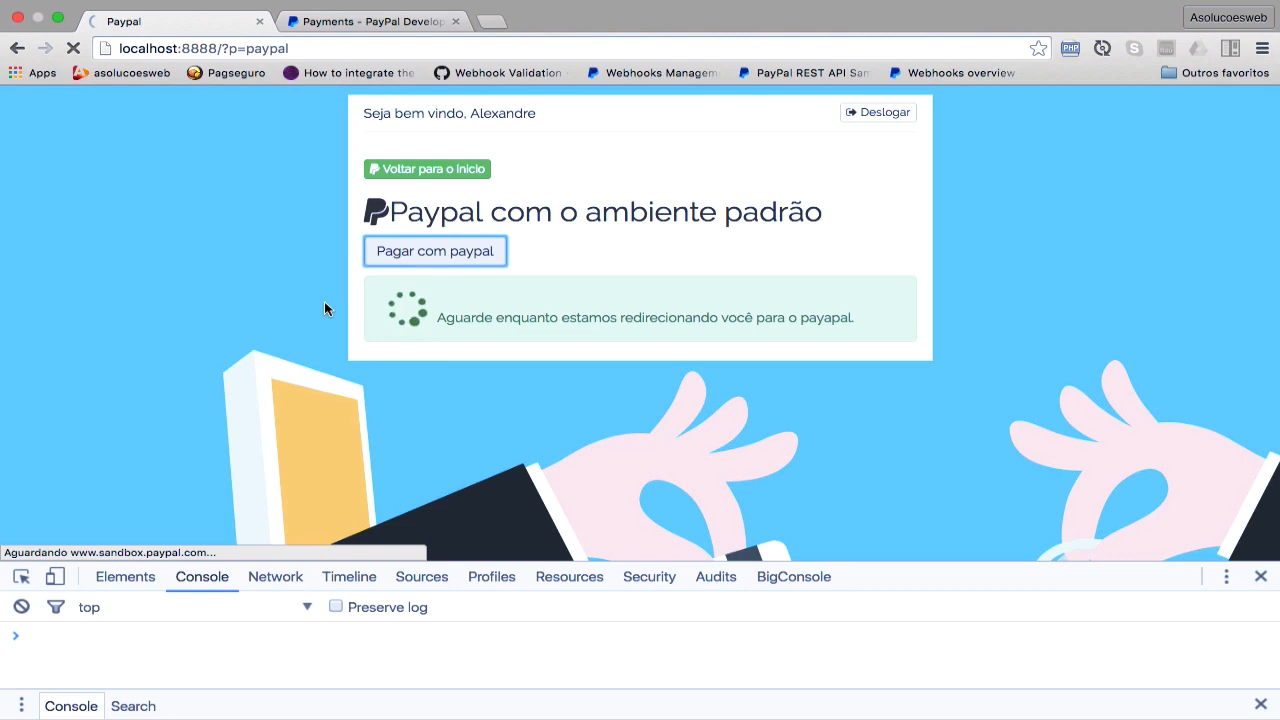 Paypal
Payments - PayPal Develop
Asolucoesweb
localhost:8888/?p=paypal
PHP
Apps
asolucoesweb
Pagseguro
How to integrate the
Webhook Validation
Webhooks Managem
PayPal REST API Sam
Webhooks overview
Outros favoritos
Seja bem vindo, Alexandre
Deslogar
Voltar para o inicio
Paypal com o ambiente padrão
Pagar com paypal
Aguarde enquanto estamos redirecionando você para o payapal.
Aguardando www.sandbox.paypal.com...
Elements Console Network Timeline Sources Profiles Resources Security Audits BigConsole
top
Preserve log
Console Search